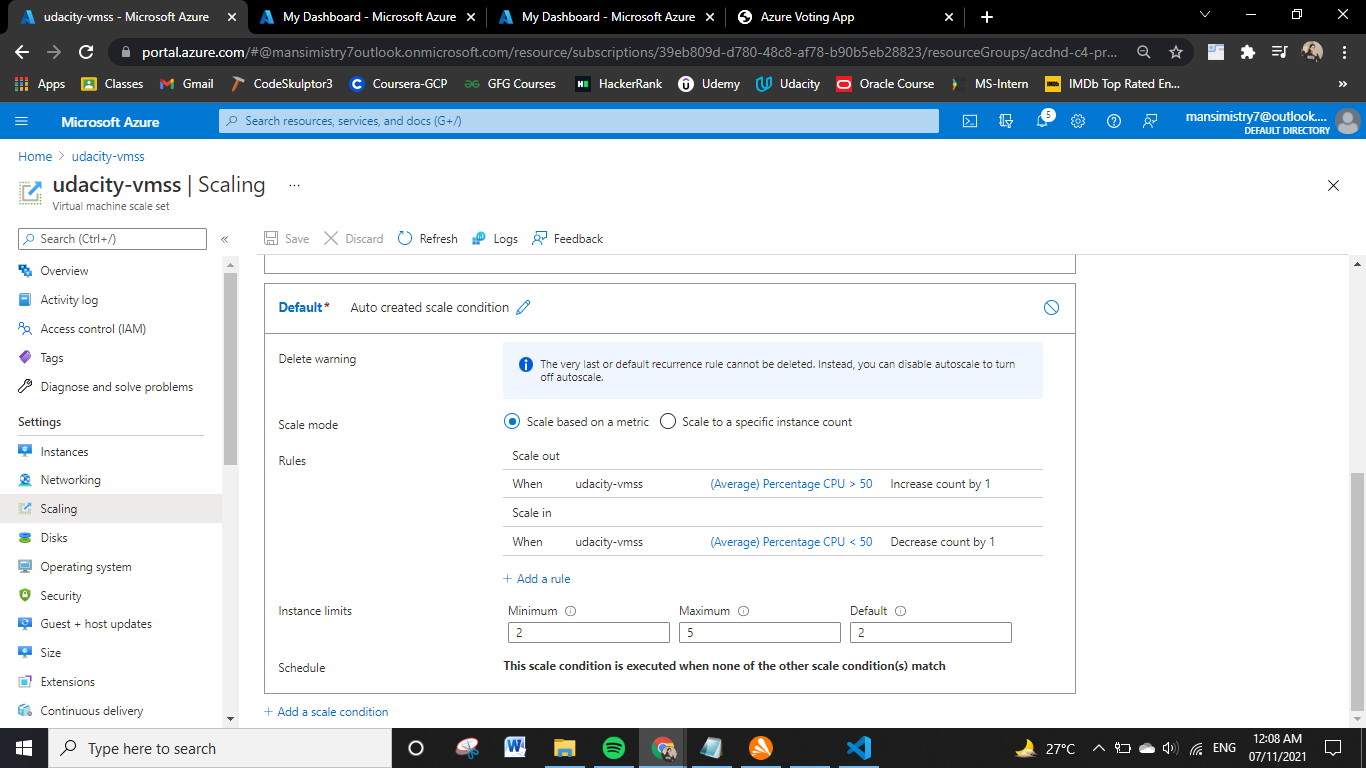 udacity-vmss - Microsoft Azure
My Dashboard - Microsoft Azure
My Dashboard - Microsoft Azure
Azure Voting App
portal.azure.com/#@mansimistry7outlook.onmicrosoft.com/resource/subscriptions/39eb809d-d780-48c8-af78-b90b5eb28823/resourceGroups/acdnd-c4-pr...
Apps Classes Gmail CodeSkulptor3 Coursera-GCP GFG Courses HackerRank Udemy Udacity Oracle Course MS-Intern IMDb Top Rated En... »
Microsoft Azure
Search resources, services, and docs (G+/)
5
mansimistry7@outlook....
DEFAULT DIRECTORY
Home > udacity-vmss
udacity-vmss | Scaling ...
Virtual machine scale set
Search (Ctrl+/) «
Save Discard Refresh Logs Feedback
Overview
Activity log
Access control (IAM)
Tags
Diagnose and solve problems
Settings
Instances
Networking
Scaling
Disks
Operating system
Security
Guest + host updates
Size
Extensions
Continuous delivery
Default* Auto created scale condition
Delete warning
The very last or default recurrence rule cannot be deleted. Instead, you can disable autoscale to turn
off autoscale.
Scale mode
Scale based on a metric Scale to a specific instance count
Rules
Scale out
When udacity-vmss (Average) Percentage CPU > 50 Increase count by 1
Scale in
When udacity-vmss (Average) Percentage CPU < 50 Decrease count by 1
+ Add a rule
Instance limits
Minimum Maximum Default
2 5 2
Schedule
This scale condition is executed when none of the other scale condition(s) match
+ Add a scale condition
Type here to search
27°C
ENG
12:08 AM
07/11/2021